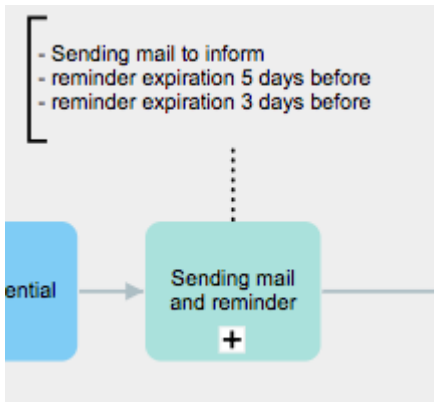 - Sending mail to inform
- reminder expiration 5 days before
- reminder expiration 3 days before
ential
Sending mail
and reminder